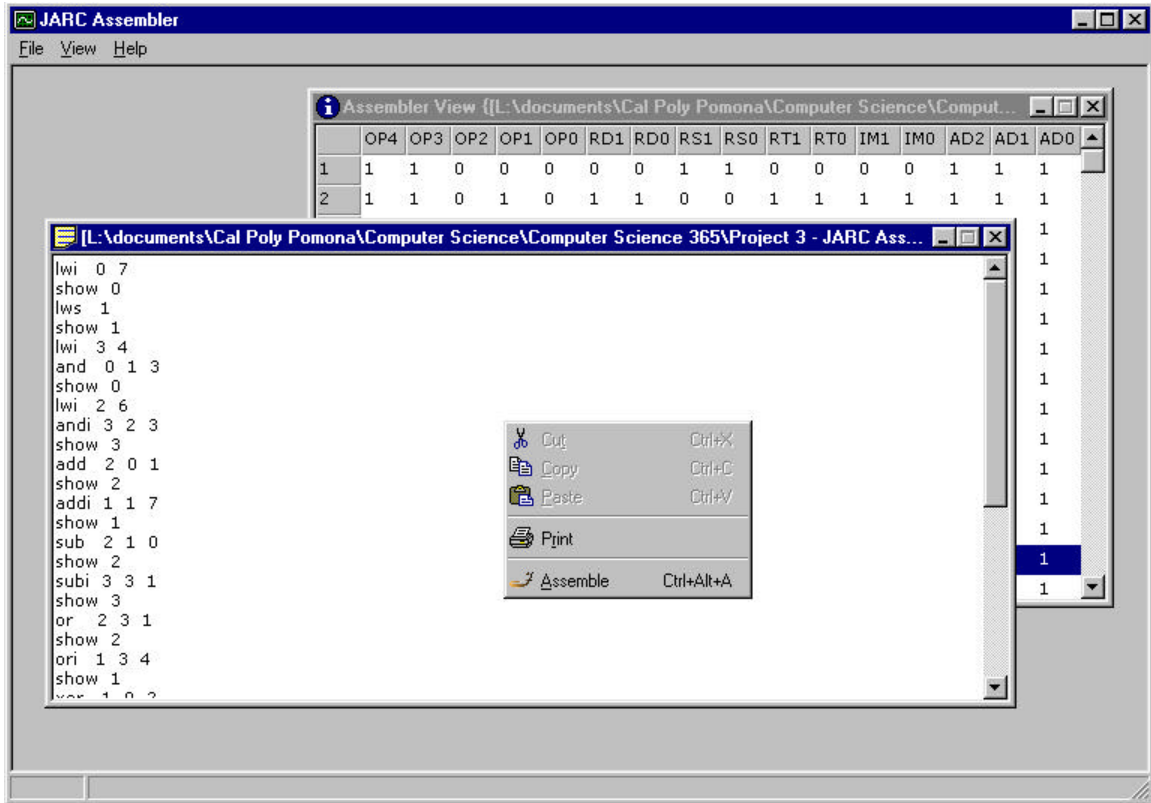 JARC Assembler
File View Help
Assembler View {[L:\documents\Cal Poly Pomona\Computer Science\Comput...
OP4 OP3 OP2 OP1 OP0 RD1 RD0 RS1 RS0 RT1 RT0 IM1 IM0 AD2 AD1 AD0
1 1 1 0 0 0 0 0 1 1 0 0 0 0 1 1 1
2 1 1 0 1 0 1 1 0 0 1 1 1 1 1 1 1
1
1
1
1
1
1
1
1
1
1
1
1
1
[L:\documents\Cal Poly Pomona\Computer Science\Computer Science 365\Project 3 - JARC Ass...
lwi 0 7
show 0
lws 1
show 1
lwi 3 4
and 0 1 3
show 0
lwi 2 6
andi 3 2 3
show 3
add 2 0 1
show 2
addi 1 1 7
show 1
sub 2 1 0
show 2
subi 3 3 1
show 3
or 2 3 1
show 2
ori 1 3 4
show 1
Cut Ctrl+X
Copy Ctrl+C
Paste Ctrl+V
Print
Assemble Ctrl+Alt+A